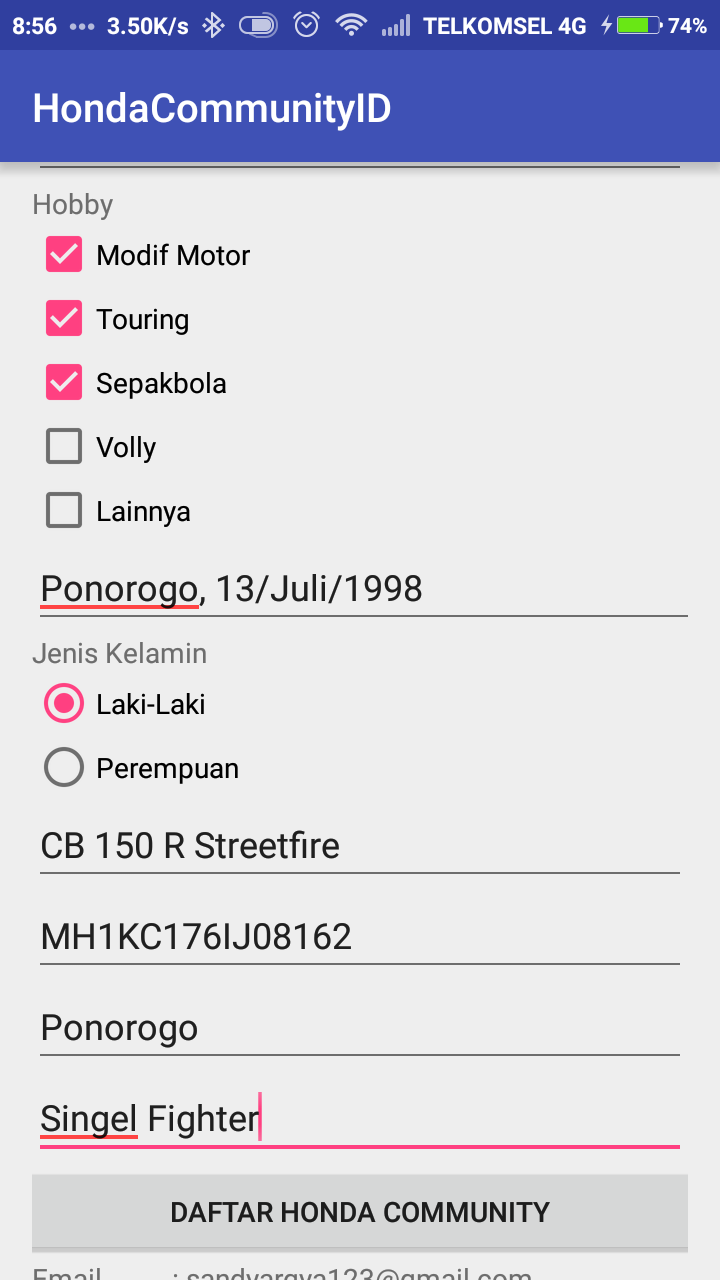 8:56 ... 3.50K/s TELKOMSEL 4G 74%
HondaCommunityID
Hobby
Modif Motor
Touring
Sepakbola
Volly
Lainnya
Ponorogo, 13/Juli/1998
Jenis Kelamin
Laki-Laki
Perempuan
CB 150 R Streetfire
MH1KC176IJ08162
Ponorogo
Singel Fighter
DAFTAR HONDA COMMUNITY
Email : sandyargya123@gmail.com